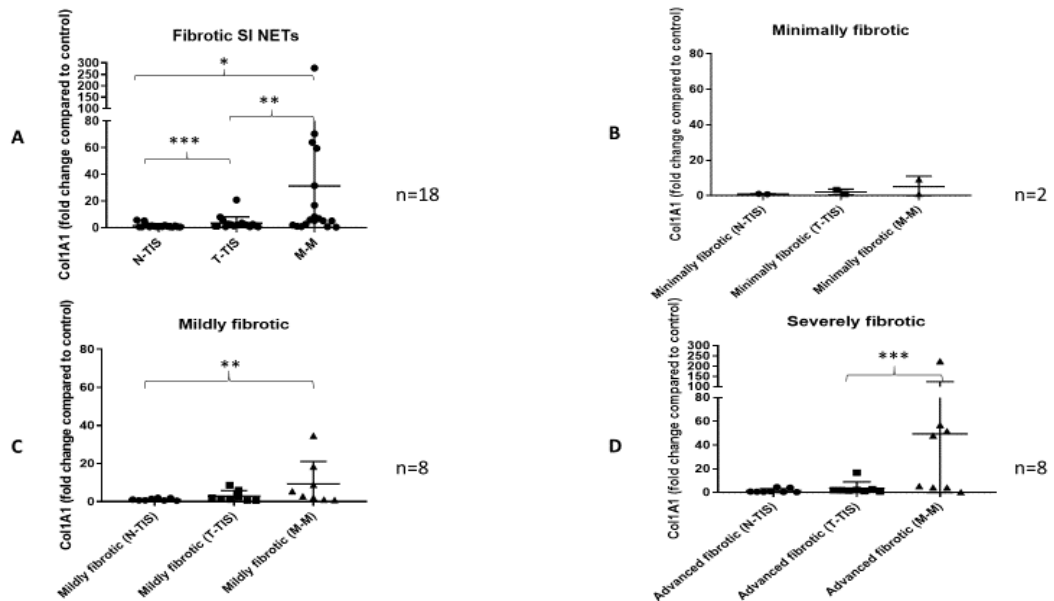 A
Fibrotic SI NETs
Col1A1 (fold change compared to control)
300
250
200
150
100
80
60
40
20
0
*
**
***
N-TIS
T-TIS
M-M
n=18
B
Minimally fibrotic
Col1A1 (fold change compared to control)
80
60
40
20
0
Minimally fibrotic (N-TIS)
Minimally fibrotic (T-TIS)
Minimally fibrotic (M-M)
n=2
C
Mildly fibrotic
Col1A1 (fold change compared to control)
80
60
40
20
0
**
Mildly fibrotic (N-TIS)
Mildly fibrotic (T-TIS)
Mildly fibrotic (M-M)
n=8
D
Severely fibrotic
Col1A1 (fold change compared to control)
300
250
200
150
100
80
60
40
20
0
***
Advanced fibrotic (N-TIS)
Advanced fibrotic (T-TIS)
Advanced fibrotic (M-M)
n=8